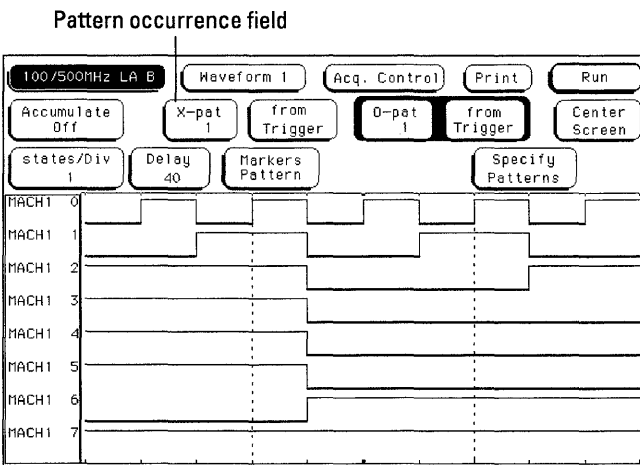 Pattern occurrence field
100/500MHz LA B Waveform 1 Acq. Control Print Run
Accumulate Off X-pat 1 from Trigger O-pat 1 from Trigger Center Screen
states/Div 1 Delay 40 Markers Pattern Specify Patterns
MACH1 0
MACH1 1
MACH1 2
MACH1 3
MACH1 4
MACH1 5
MACH1 6
MACH1 7